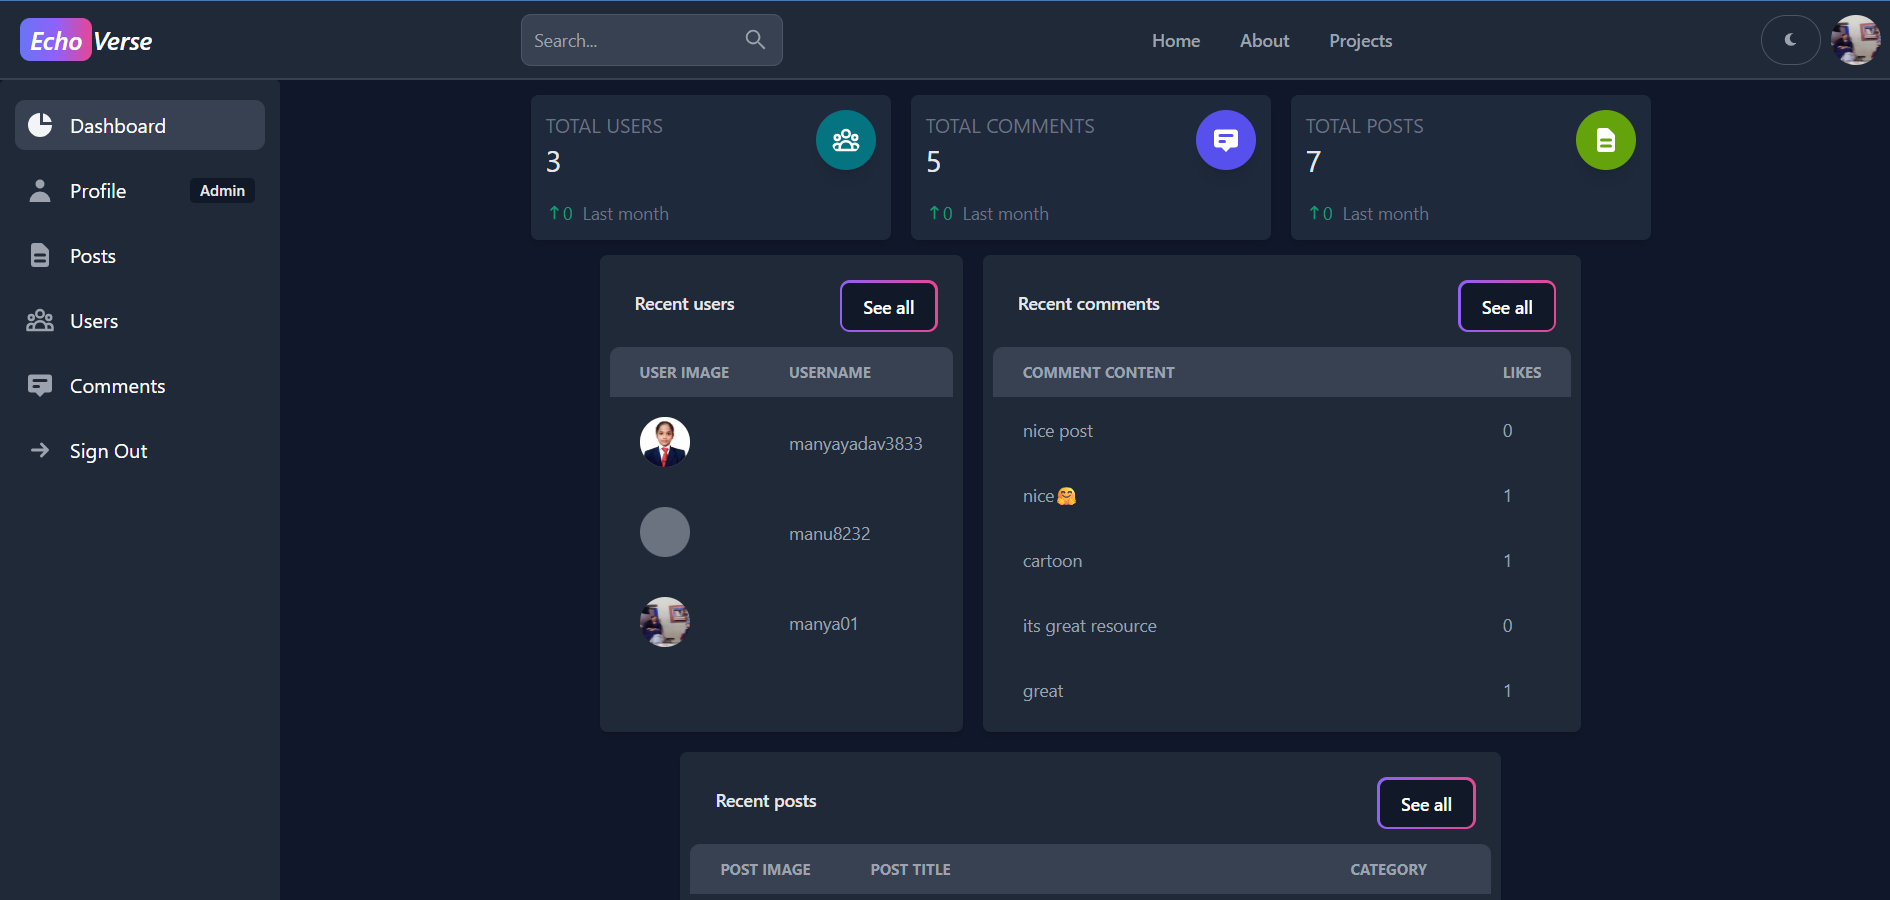 Echo Verse
Search...
Home
About
Projects
Dashboard
Profile
Admin
Posts
Users
Comments
Sign Out
TOTAL USERS
3
↑0 Last month
TOTAL COMMENTS
5
↑0 Last month
TOTAL POSTS
7
↑0 Last month
Recent users
See all
USER IMAGE USERNAME
manyayadav3833
manu8232
manya01
Recent comments
See all
COMMENT CONTENT LIKES
nice post 0
nice🤗 1
cartoon 1
its great resource 0
great 1
Recent posts
See all
POST IMAGE POST TITLE CATEGORY